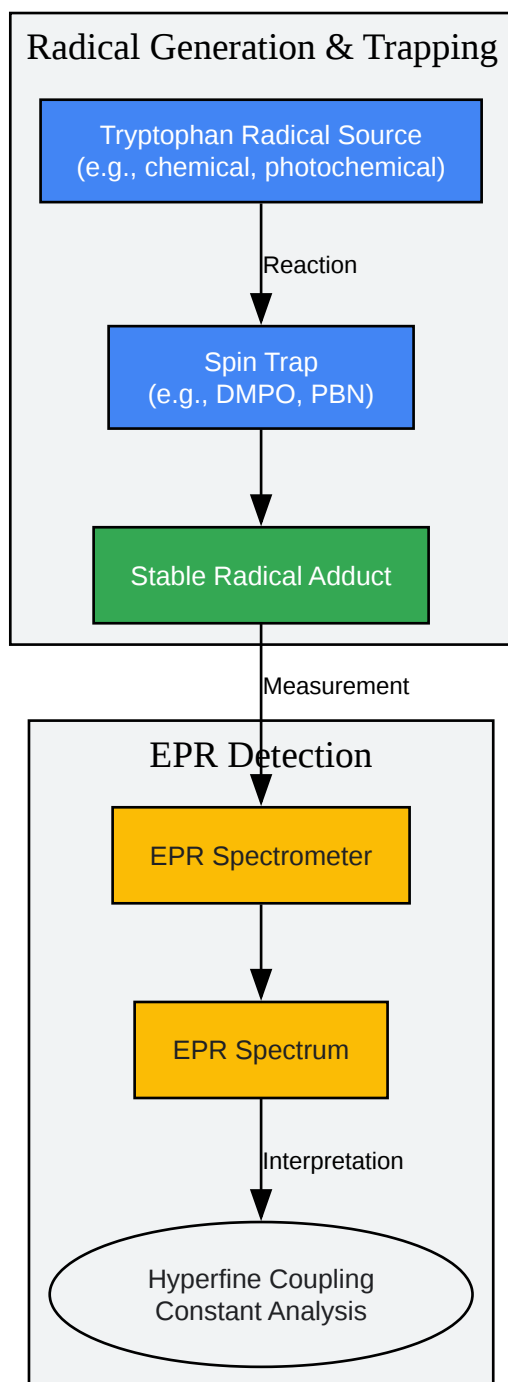 Radical Generation & Trapping
Tryptophan Radical Source
(e.g., chemical, photochemical)
Reaction
Spin Trap
(e.g., DMPO, PBN)
Stable Radical Adduct
Measurement
EPR Detection
EPR Spectrometer
EPR Spectrum
Interpretation
Hyperfine Coupling
Constant Analysis